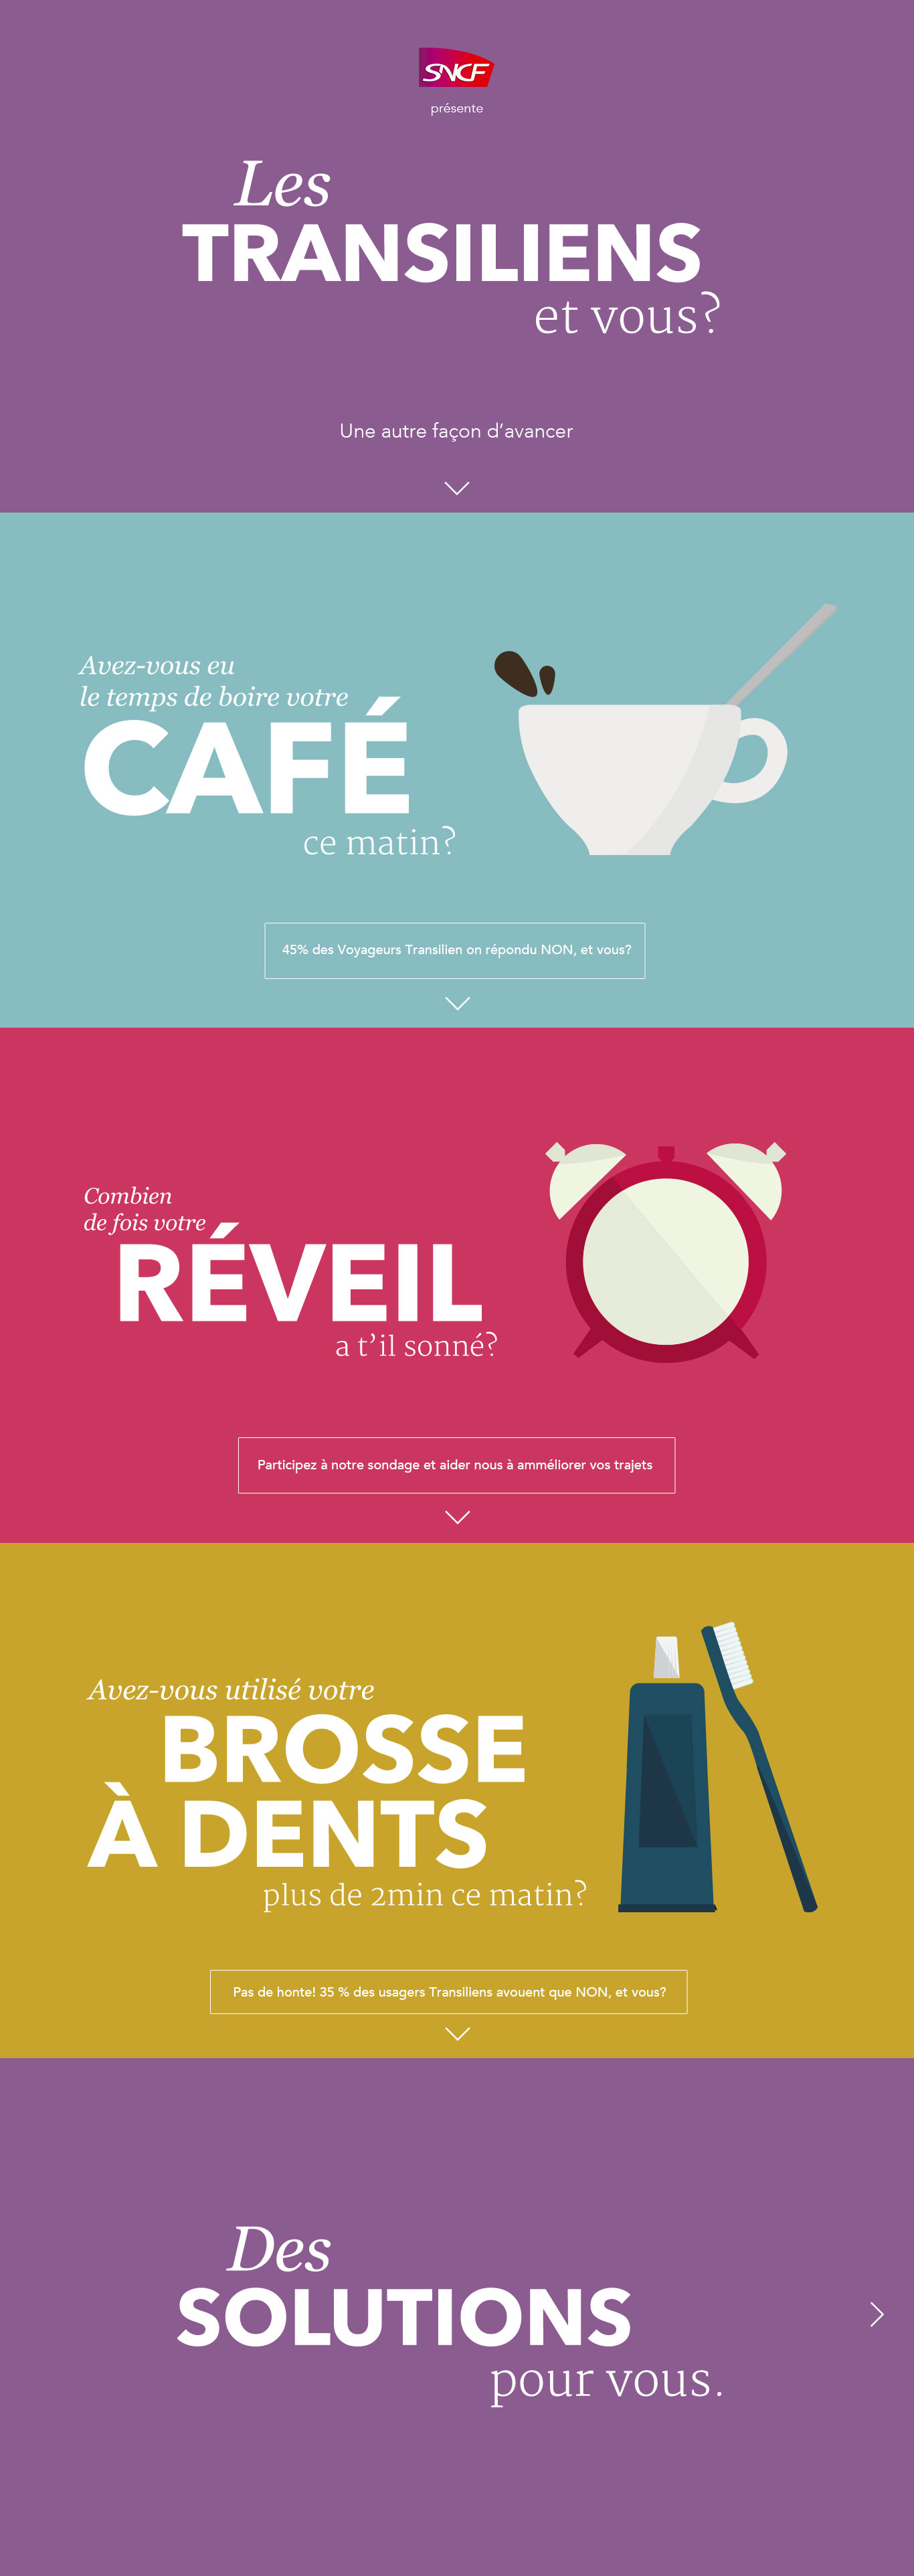 SNCF
présente
Les
TRANSILIENS
et vous?
Une autre façon d’avancer
Avez-vous eu
le temps de boire votre
CAFÉ
ce matin?
45% des Voyageurs Transilien on répondu NON, et vous?
Combien
de fois votre
RÉVEIL
a t’il sonné?
Participez à notre sondage et aider nous à amméliorer vos trajets
Avez-vous utilisé votre
BROSSE
À DENTS
plus de 2min ce matin?
Pas de honte! 35 % des usagers Transiliens avouent que NON, et vous?
Des
SOLUTIONS
pour vous.